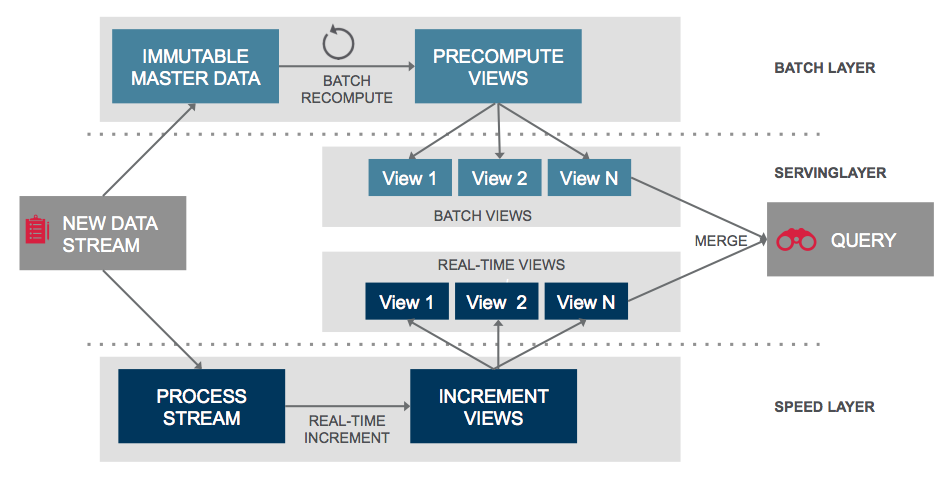 IMMUTABLE
MASTER DATA
BATCH
RECOMPUTE
PRECOMPUTE
VIEWS
BATCH LAYER
View 1
View 2
View N
BATCH VIEWS
SERVINGLAYER
NEW DATA
STREAM
MERGE
QUERY
REAL-TIME VIEWS
View 1
View 2
View N
PROCESS
STREAM
REAL-TIME
INCREMENT
INCREMENT
VIEWS
SPEED LAYER